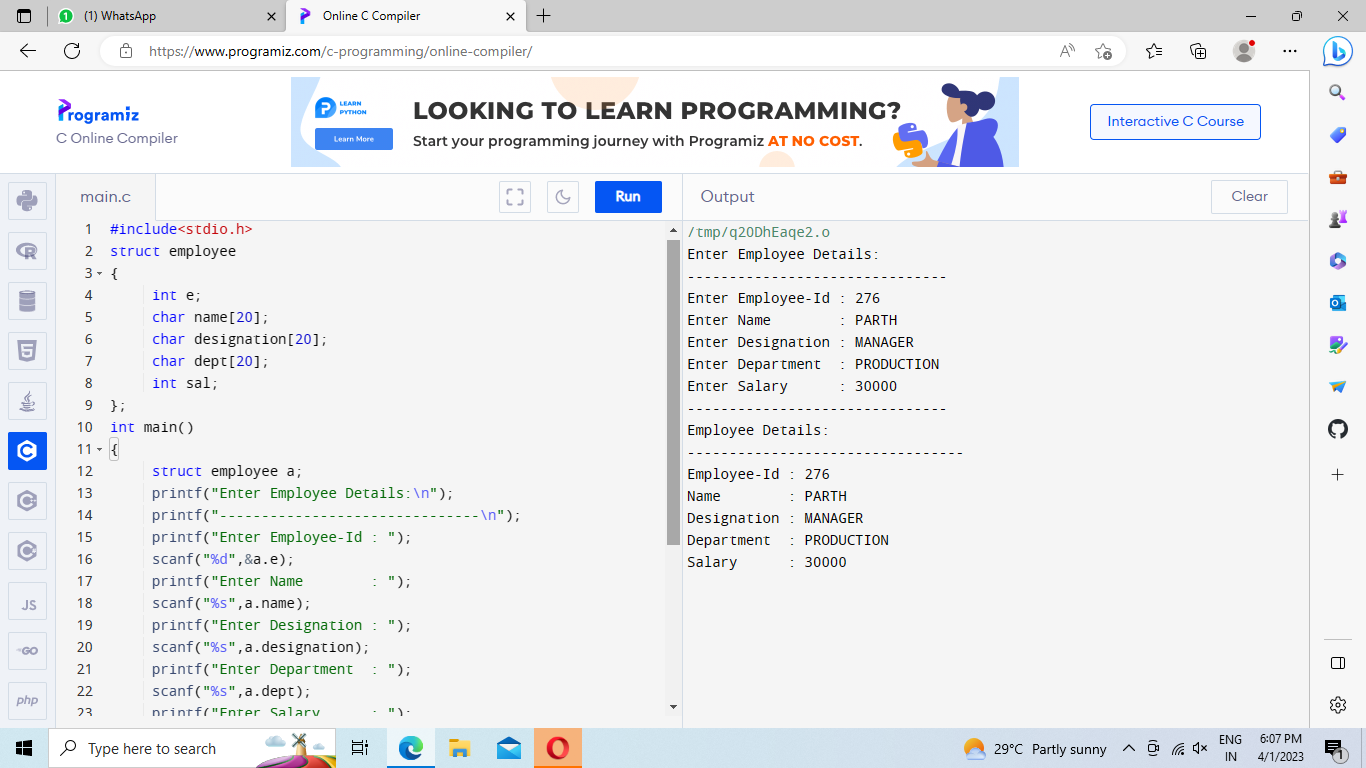 (1) WhatsApp
Online C Compiler
https://www.programiz.com/c-programming/online-compiler/
Programiz
C Online Compiler
LEARN
PYTHON
Learn More
LOOKING TO LEARN PROGRAMMING?
Start your programming journey with Programiz AT NO COST.
Interactive C Course
main.c
Run
Output
Clear
1 #include<stdio.h>
2 struct employee
3 {
4 int e;
5 char name[20];
6 char designation[20];
7 char dept[20];
8 int sal;
9 };
10 int main()
11 {
12 struct employee a;
13 printf("Enter Employee Details:\n");
14 printf("-------------------------------\n");
15 printf("Enter Employee-Id : ");
16 scanf("%d",&a.e);
17 printf("Enter Name        : ");
18 scanf("%s",a.name);
19 printf("Enter Designation : ");
20 scanf("%s",a.designation);
21 printf("Enter Department  : ");
22 scanf("%s",a.dept);
23 printf("Enter Salary      : ");
/tmp/q2ODhEaqe2.o
Enter Employee Details:
-------------------------------
Enter Employee-Id : 276
Enter Name        : PARTH
Enter Designation : MANAGER
Enter Department  : PRODUCTION
Enter Salary      : 30000
-------------------------------
Employee Details:
---------------------------------
Employee-Id : 276
Name        : PARTH
Designation : MANAGER
Department  : PRODUCTION
Salary      : 30000
JS
GO
php
Type here to search
29°C Partly sunny
ENG
IN
6:07 PM
4/1/2023
1